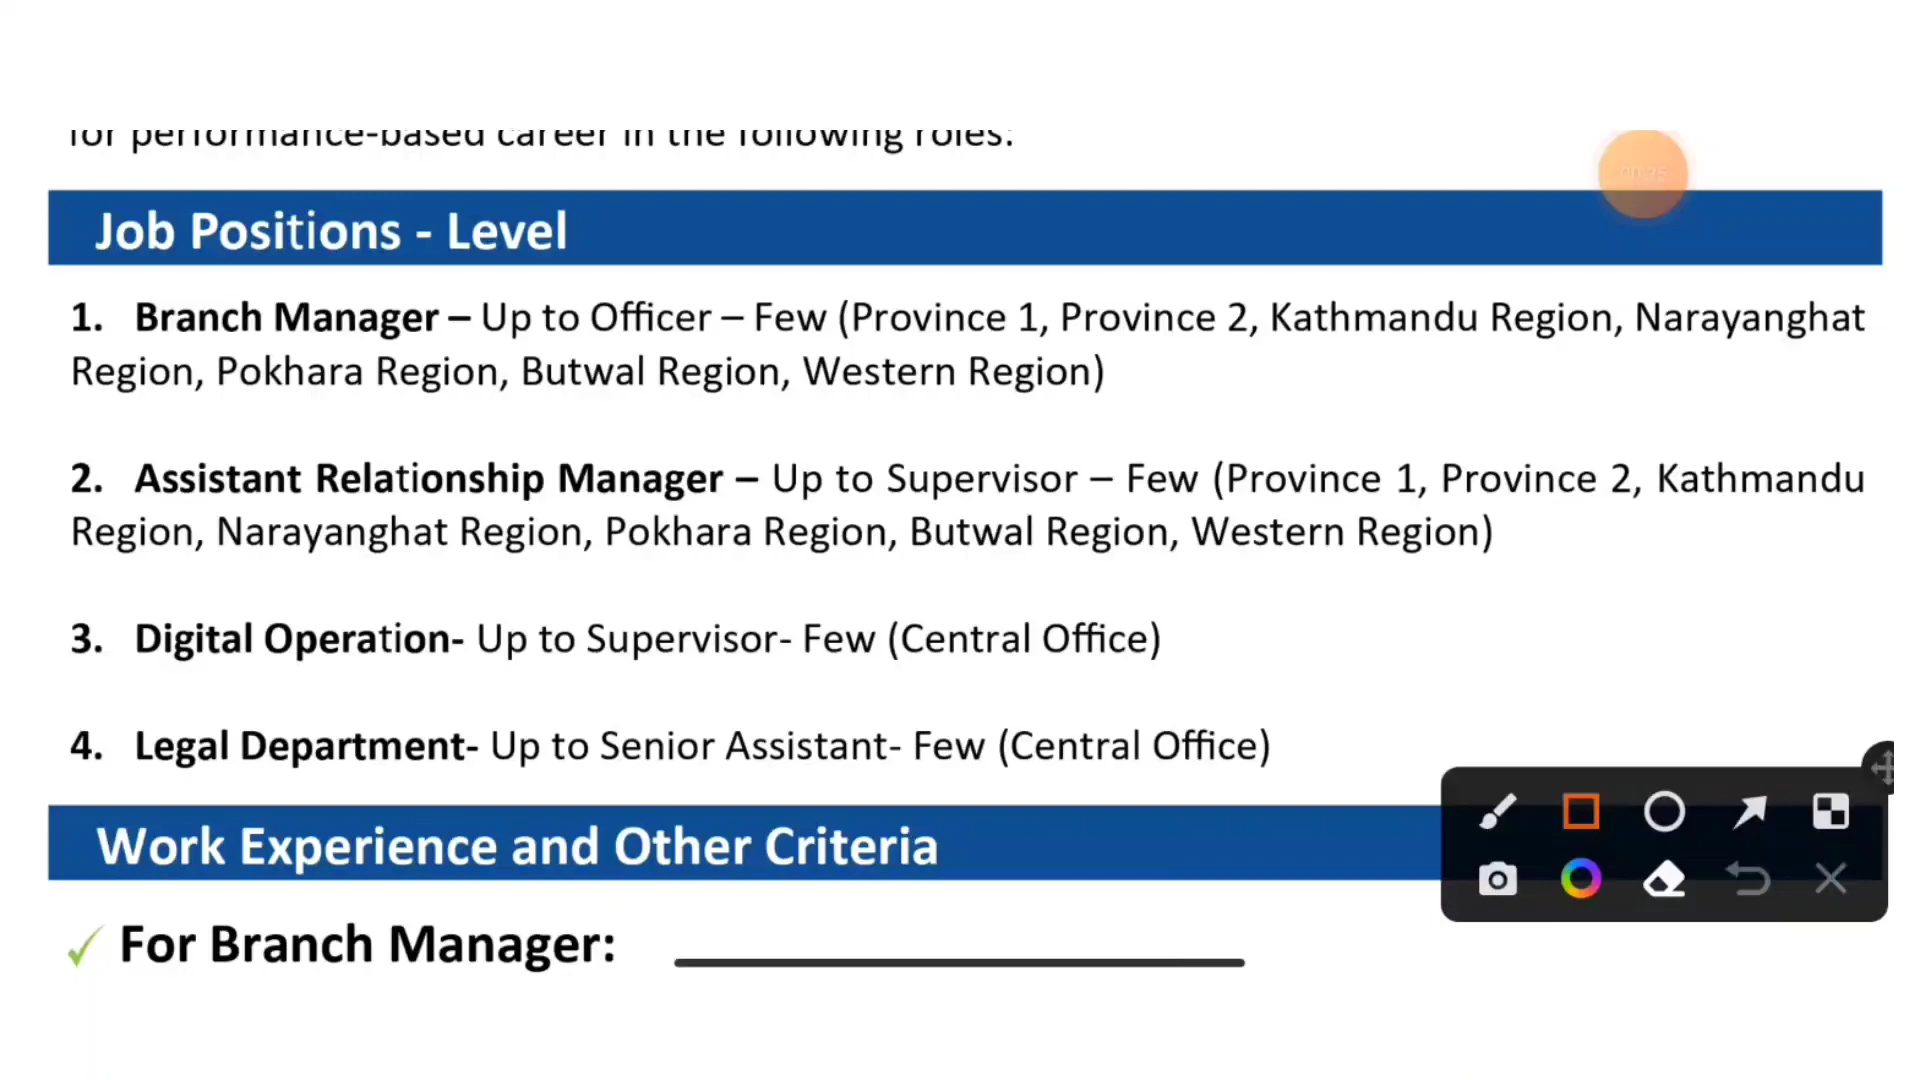 for performance-based career in the following roles:
Job Positions - Level
1. Branch Manager – Up to Officer – Few (Province 1, Province 2, Kathmandu Region, Narayanghat
Region, Pokhara Region, Butwal Region, Western Region)
2. Assistant Relationship Manager – Up to Supervisor – Few (Province 1, Province 2, Kathmandu
Region, Narayanghat Region, Pokhara Region, Butwal Region, Western Region)
3. Digital Operation- Up to Supervisor- Few (Central Office)
4. Legal Department- Up to Senior Assistant- Few (Central Office)
Work Experience and Other Criteria
✓ For Branch Manager: